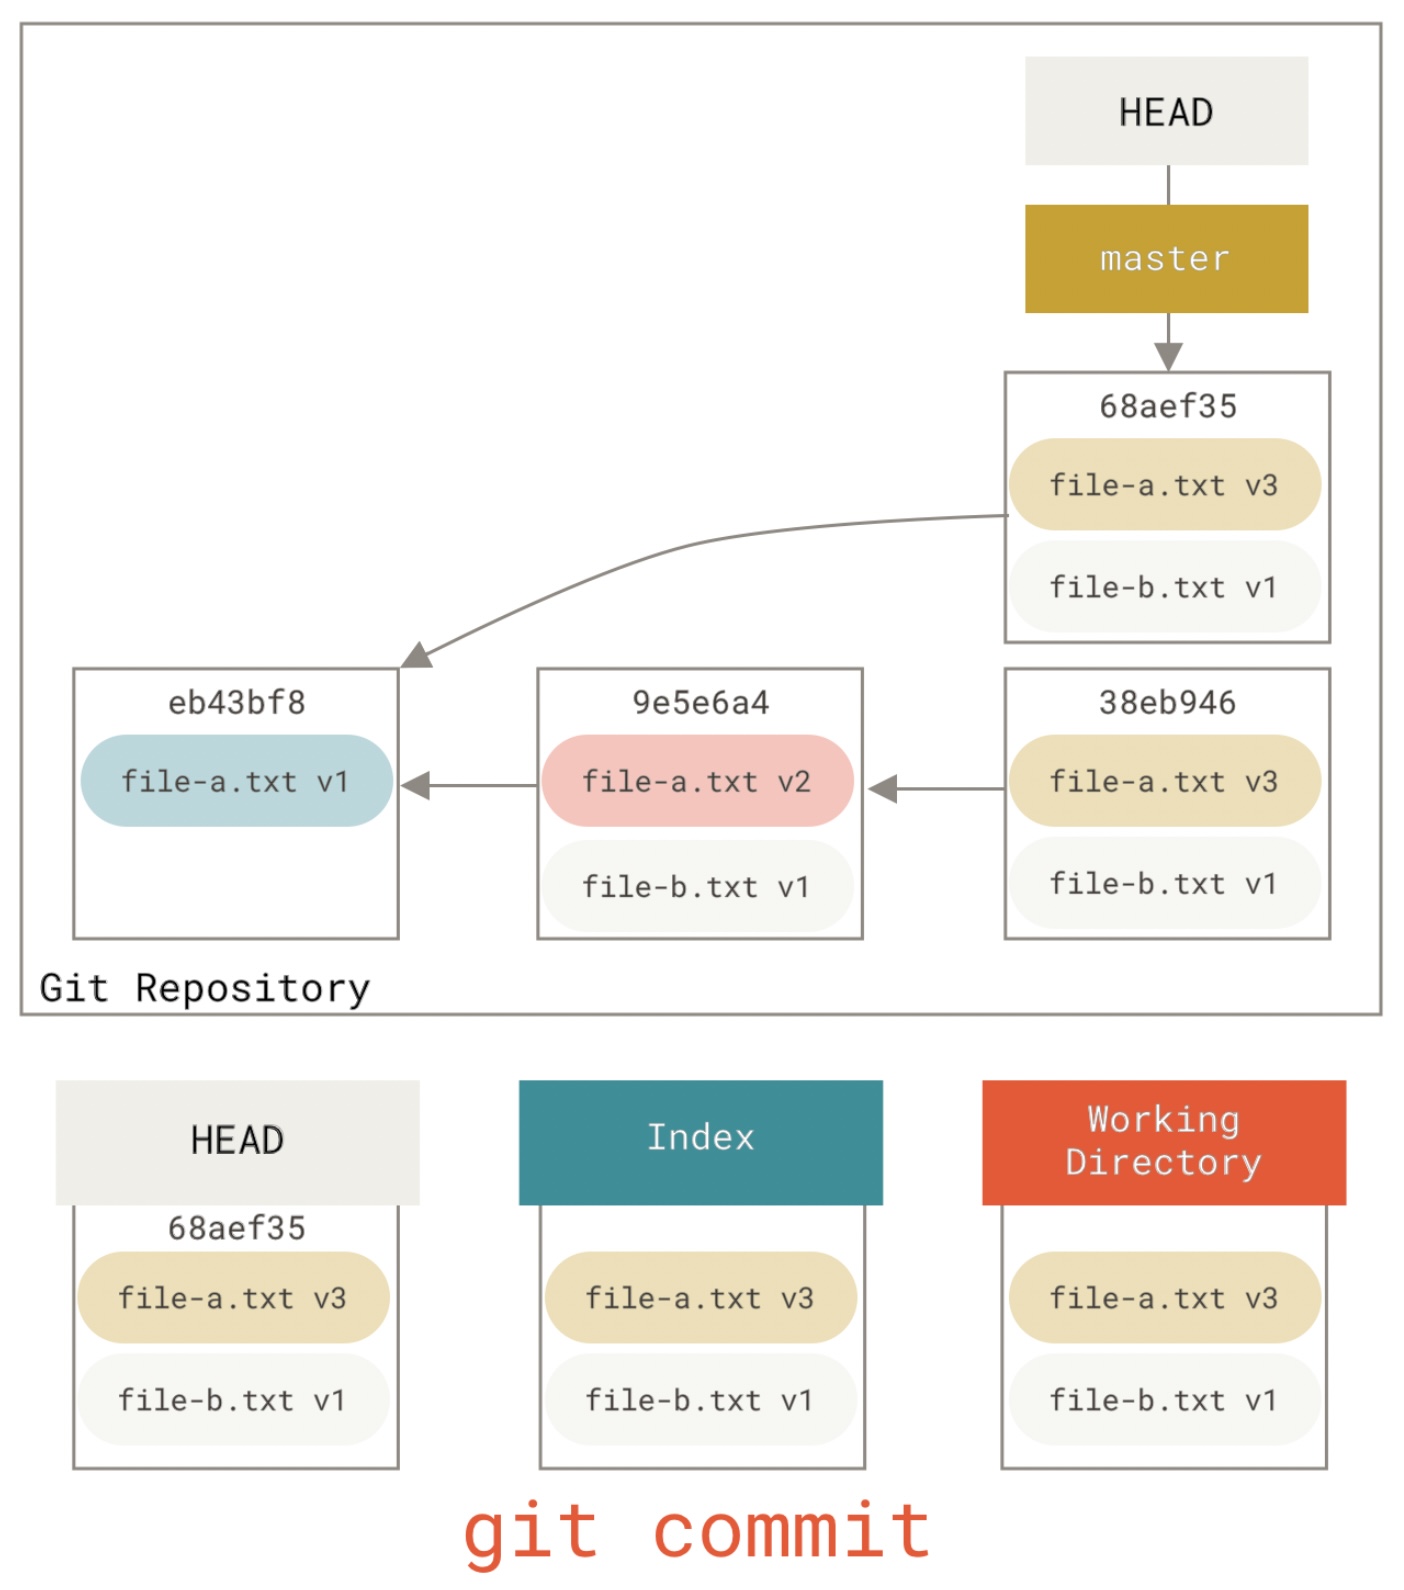 HEAD
master
68aef35
file-a.txt v3
file-b.txt v1
eb43bf8
file-a.txt v1
9e5e6a4
file-a.txt v2
file-b.txt v1
38eb946
file-a.txt v3
file-b.txt v1
Git Repository
HEAD
68aef35
file-a.txt v3
file-b.txt v1
Index
file-a.txt v3
file-b.txt v1
Working
Directory
file-a.txt v3
file-b.txt v1
git commit